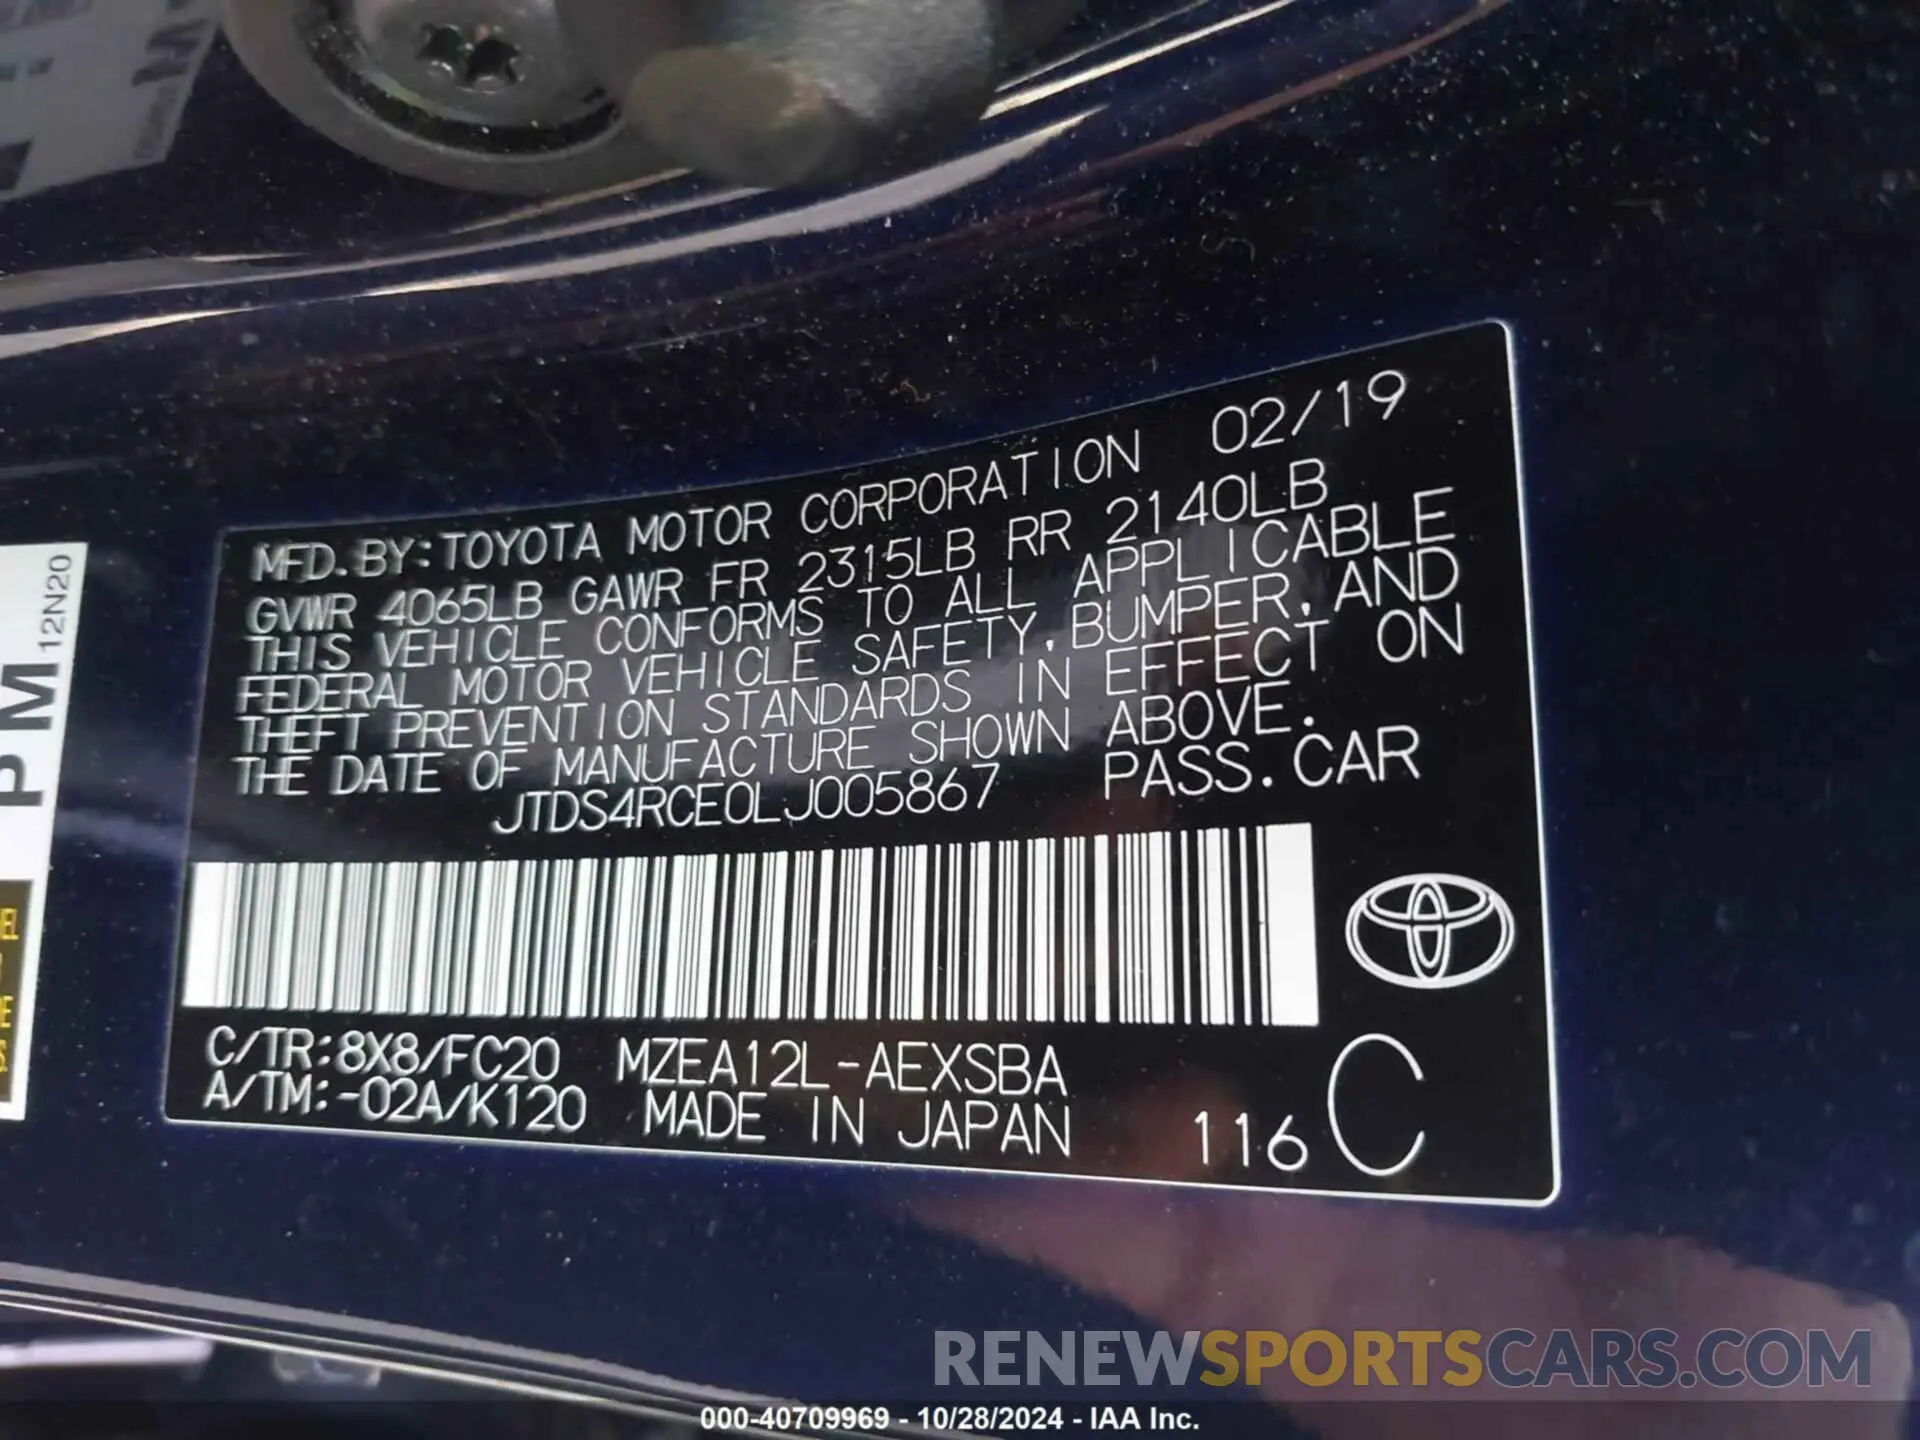 MFD. BY:TOYOTA MOTOR CORPORATION 02/19
GVWR 4065LB GAWR FR 2315LB RR 2140LB
THIS VEHICLE CONFORMS TO ALL APPLICABLE
FEDERAL MOTOR VEHICLE SAFETY, BUMPER, AND
THEFT PREVENTION STANDARDS IN EFFECT ON
THE DATE OF MANUFACTURE SHOWN ABOVE.
JTDS4RCE0LJ005867 PASS. CAR
C/TR:8X8/FC20 MZEA12L-AEXSBA
A/TM:-02A/K120 MADE IN JAPAN 116 C
PM 12N20
RENEWSPORTSCARS.COM
000-40709969 - 10/28/2024 - IAA Inc.